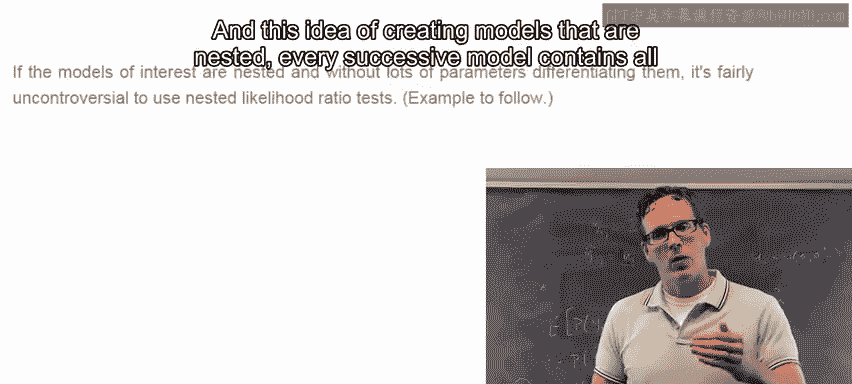 And this idea of creating models that are
nested, every successive model contains all
If the models of interest are nested and without lots of parameters differentiating them, it's fairly
uncontroversial to use nested likelihood ratio tests. (Example to follow.)